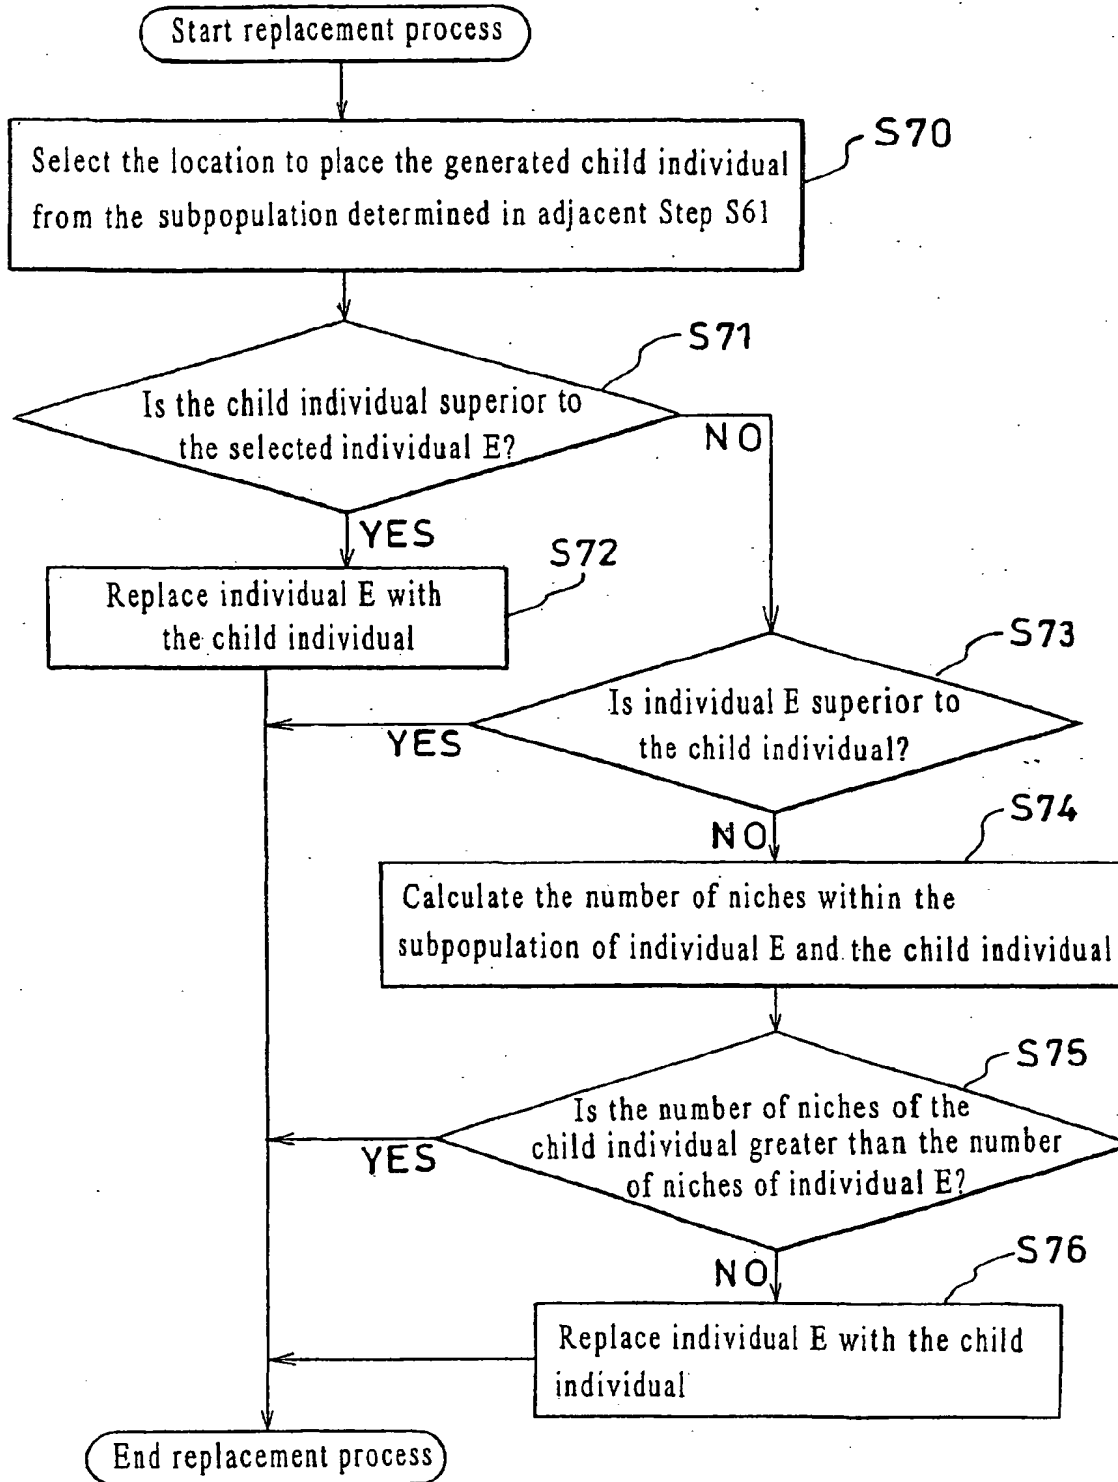 Start replacement process
S70
Select the location to place the generated child individual
from the subpopulation determined in adjacent Step S61
S71
Is the child individual superior to
the selected individual E?
NO
YES
S72
Replace individual E with
the child individual
S73
Is individual E superior to
the child individual?
YES
NO
S74
Calculate the number of niches within the
subpopulation of individual E and the child individual
S75
Is the number of niches of the
child individual greater than the number
of niches of individual E?
YES
NO
S76
Replace individual E with the child
individual
End replacement process